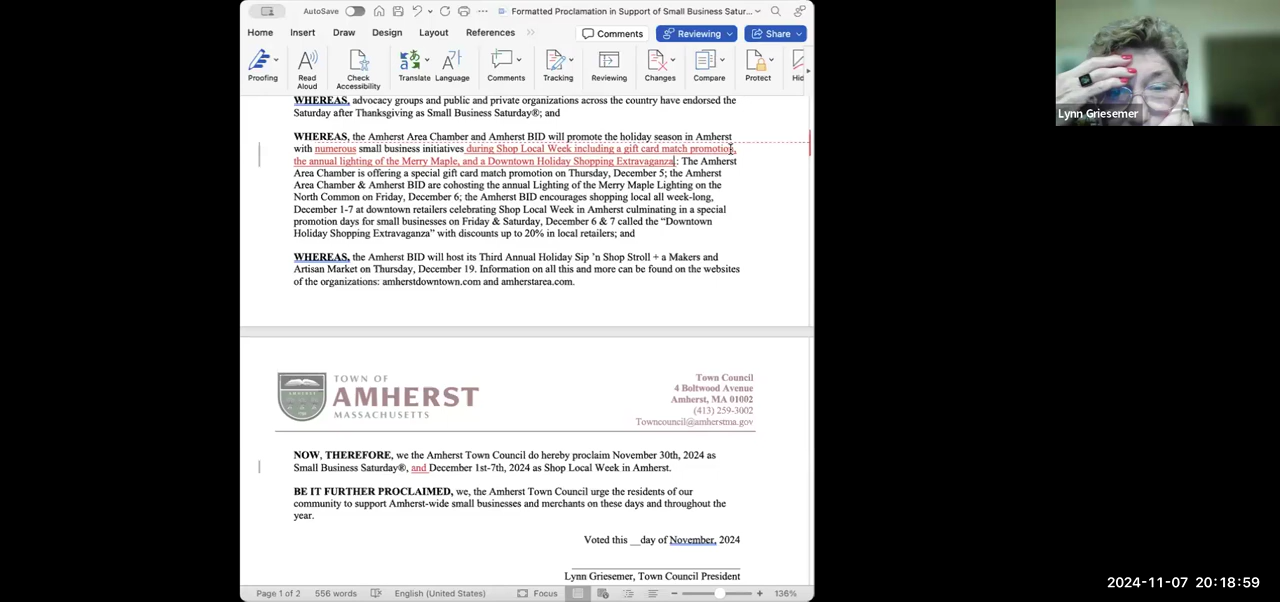 AutoSave
Formatted Proclamation in Support of Small Business Satur...
Home Insert Draw Design Layout References
Comments Reviewing Share
Proofing Read Aloud Check Accessibility Translate Language Comments Tracking Reviewing Changes Compare Protect
WHEREAS, advocacy groups and public and private organizations across the country have endorsed the
Saturday after Thanksgiving as Small Business Saturday®; and
WHEREAS, the Amherst Area Chamber and Amherst BID will promote the holiday season in Amherst
with numerous small business initiatives during Shop Local Week including a gift card match promotion,
the annual lighting of the Merry Maple, and a Downtown Holiday Shopping Extravaganza: The Amherst
Area Chamber is offering a special gift card match promotion on Thursday, December 5; the Amherst
Area Chamber & Amherst BID are cohosting the annual Lighting of the Merry Maple Lighting on the
North Common on Friday, December 6; the Amherst BID encourages shopping local all week-long,
December 1-7 at downtown retailers celebrating Shop Local Week in Amherst culminating in a special
promotion days for small businesses on Friday & Saturday, December 6 & 7 called the “Downtown
Holiday Shopping Extravaganza” with discounts up to 20% in local retailers; and
WHEREAS, the Amherst BID will host its Third Annual Holiday Sip ’n Shop Stroll + a Makers and
Artisan Market on Thursday, December 19. Information on all this and more can be found on the websites
of the organizations: amherstdowntown.com and amherstarea.com.
TOWN OF
AMHERST
MASSACHUSETTS
Town Council
4 Boltwood Avenue
Amherst, MA 01002
(413) 259-3002
Towncouncil@amherstma.gov
NOW, THEREFORE, we the Amherst Town Council do hereby proclaim November 30th, 2024 as
Small Business Saturday®, and December 1st-7th, 2024 as Shop Local Week in Amherst.
BE IT FURTHER PROCLAIMED, we, the Amherst Town Council urge the residents of our
community to support Amherst-wide small businesses and merchants on these days and throughout the
year.
Voted this __day of November, 2024
Lynn Griesemer, Town Council President
Page 1 of 2 556 words English (United States) Focus 136%
Lynn Griesemer
2024-11-07 20:18:59